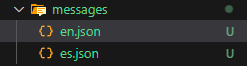 messages
{} en.json U
{} es.json U